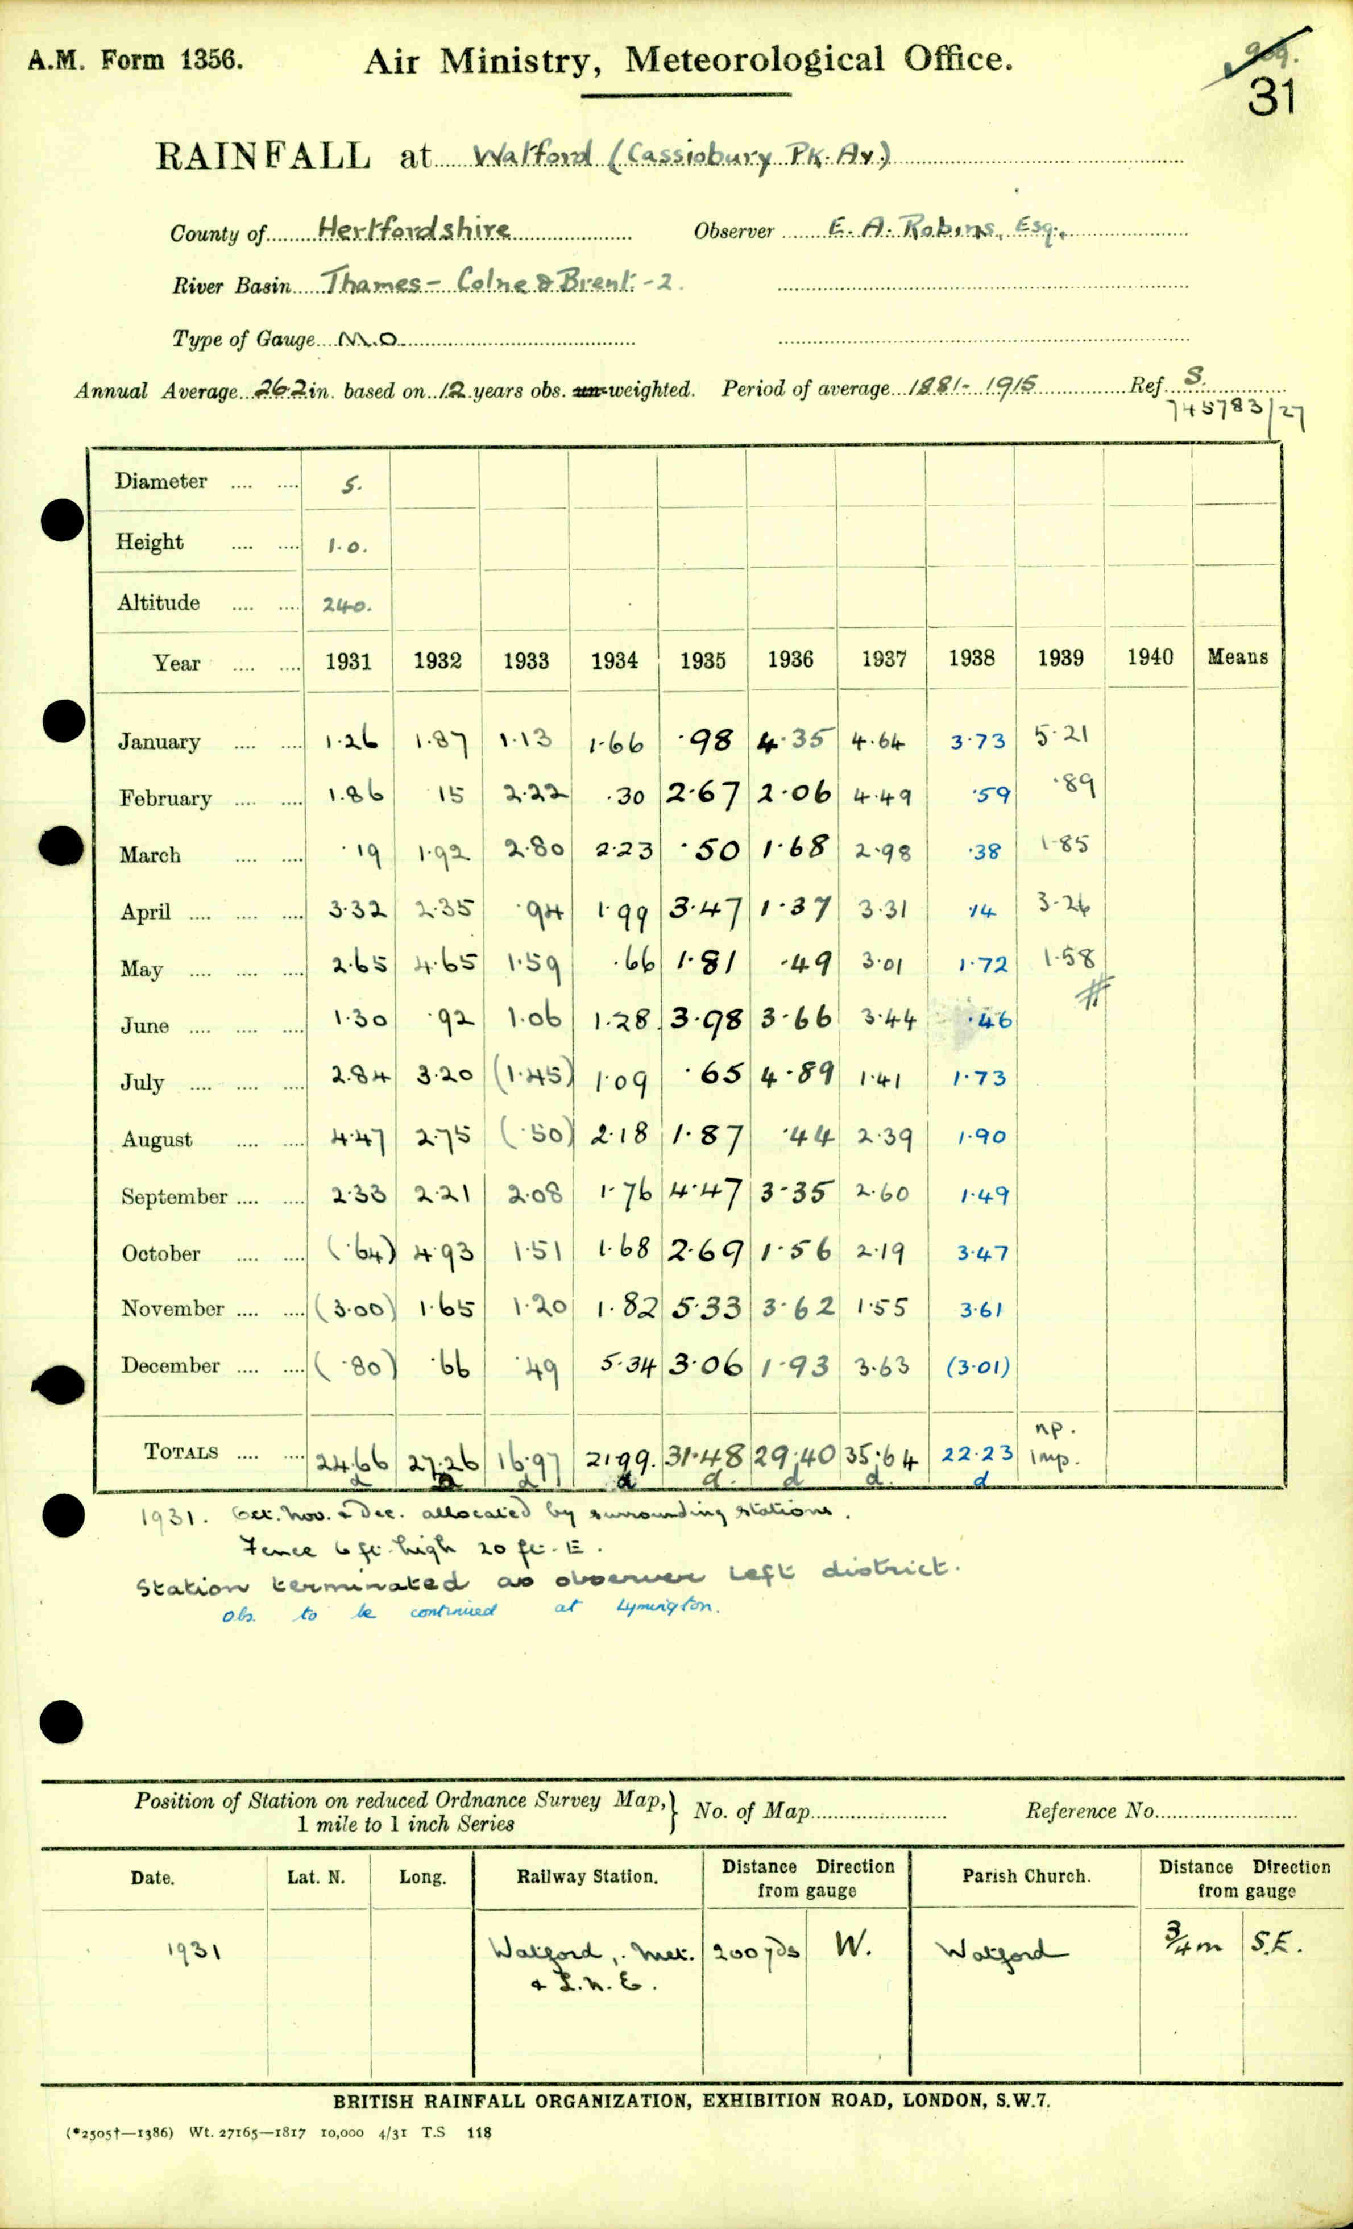 A.M. Form 1356.
Air Ministry, Meteorological Office.
31
RAINFALL at Watford (Cassiobury Pk. Av.)
County of Hertfordshire Observer E. A. Robins, Esq.,
River Basin Thames - Colne & Brent - 2.
Type of Gauge M.O
Annual Average 26.2 in. based on 12 years obs. un-weighted. Period of average 1881-1915 Ref. S.
745783/27
Diameter .... .... 5.
Height .... .... 1.0.
Altitude .... .... 240.
Year .... .... 1931 1932 1933 1934 1935 1936 1937 1938 1939 1940 Means
January .... .... 1.26 1.87 1.13 1.66 .98 4.35 4.64 3.73 5.21
February .... .... 1.86 15 2.22 .30 2.67 2.06 4.49 .59 .89
March .... .... .19 1.92 2.80 2.23 .50 1.68 2.98 .38 1.85
April .... .... .... 3.32 2.35 .94 1.99 3.47 1.37 3.31 .14 3.26
May .... .... .... 2.65 4.65 1.59 .66 1.81 .49 3.01 1.72 1.58
#
June .... .... .... 1.30 .92 1.06 1.28 3.98 3.66 3.44 .46
July .... .... .... 2.84 3.20 (1.45) 1.09 .65 4.89 1.41 1.73
August .... .... 4.47 2.75 (.50) 2.18 1.87 .44 2.39 1.90
September .... .... 2.33 2.21 2.08 1.76 4.47 3.35 2.60 1.49
October .... .... (.64) 4.93 1.51 1.68 2.69 1.56 2.19 3.47
November .... .... (3.00) 1.65 1.20 1.82 5.33 3.62 1.55 3.61
December .... .... (.80) .66 .49 5.34 3.06 1.93 3.63 (3.01)
np.
TOTALS .... .... 24.66 27.26 16.97 21.99. 31.48 29.40 35.64 22.23 imp.
d d d d d. d d. d
1931. Oct. Nov. & Dec. allocated by surrounding stations.
Fence 6 ft. high 20 ft. E.
Station terminated as observer left district.
obs. to be continued at Lymington.
Position of Station on reduced Ordnance Survey Map, } No. of Map Reference No.
1 mile to 1 inch Series
Date. Lat. N. Long. Railway Station. Distance Direction from gauge Parish Church. Distance Direction from gauge
1931 Watford, Met. 200 yds W. Watford 3/4 m S.E.
& L.N.E.
BRITISH RAINFALL ORGANIZATION, EXHIBITION ROAD, LONDON, S.W.7.
(*2505†—1386) Wt. 27165—1817 10,000 4/31 T.S 118